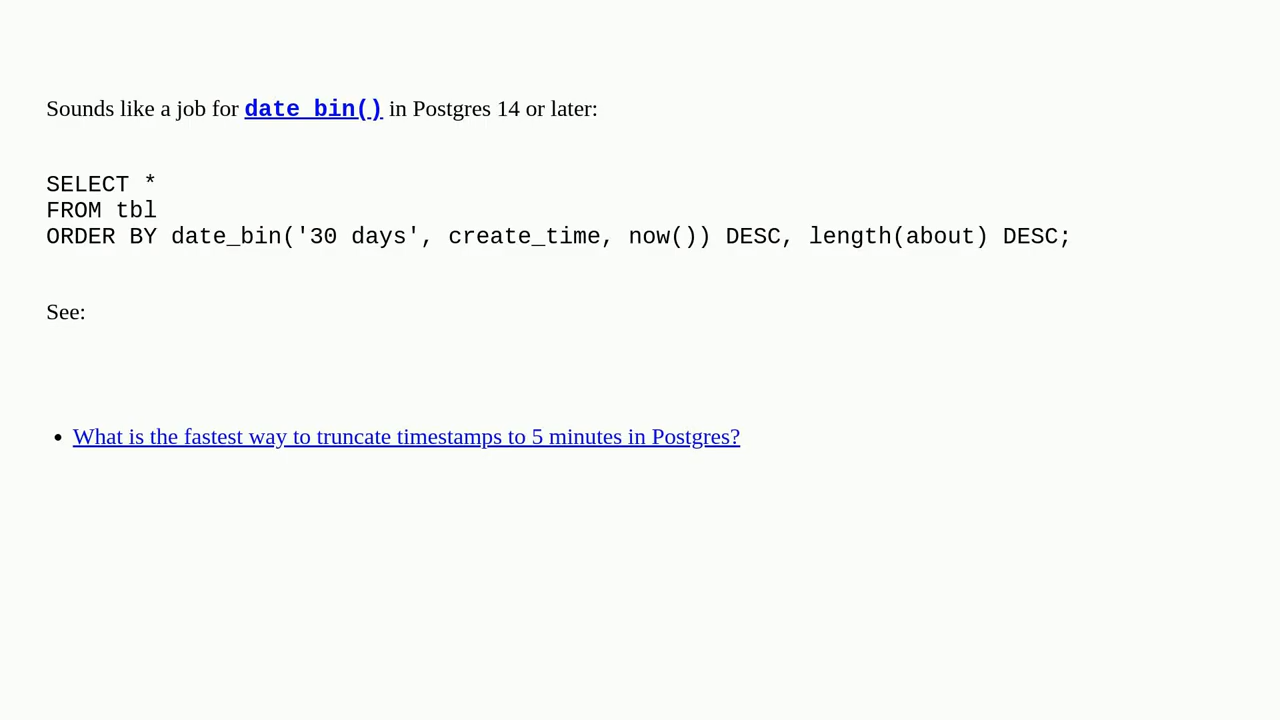 Sounds like a job for date_bin() in Postgres 14 or later:
SELECT *
FROM tbl
ORDER BY date_bin('30 days', create_time, now()) DESC, length(about) DESC;
See:
• What is the fastest way to truncate timestamps to 5 minutes in Postgres?